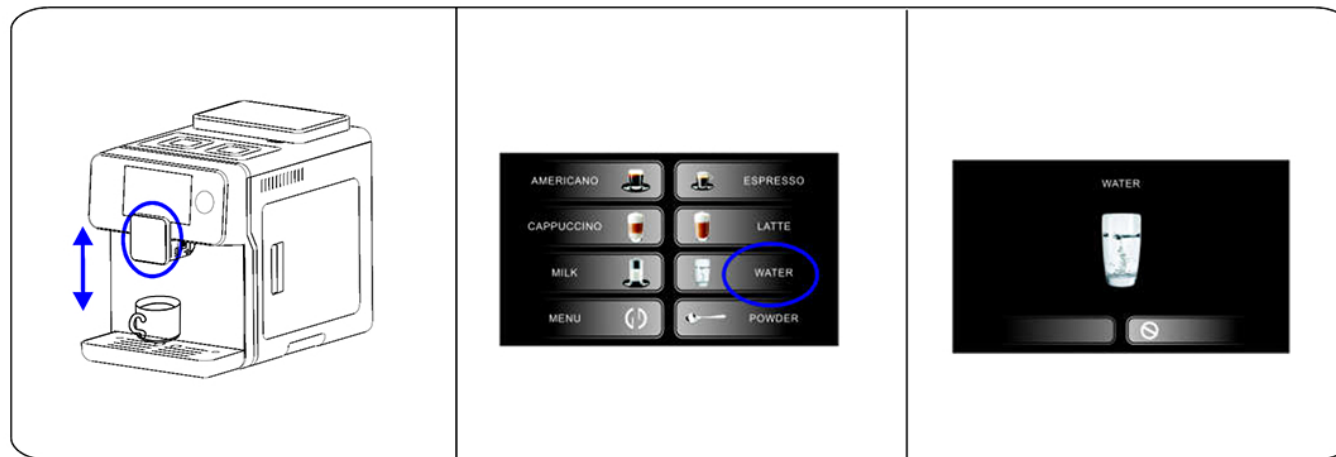 AMERICANO
ESPRESSO
CAPPUCCINO
LATTE
MILK
WATER
MENU
POWDER
WATER